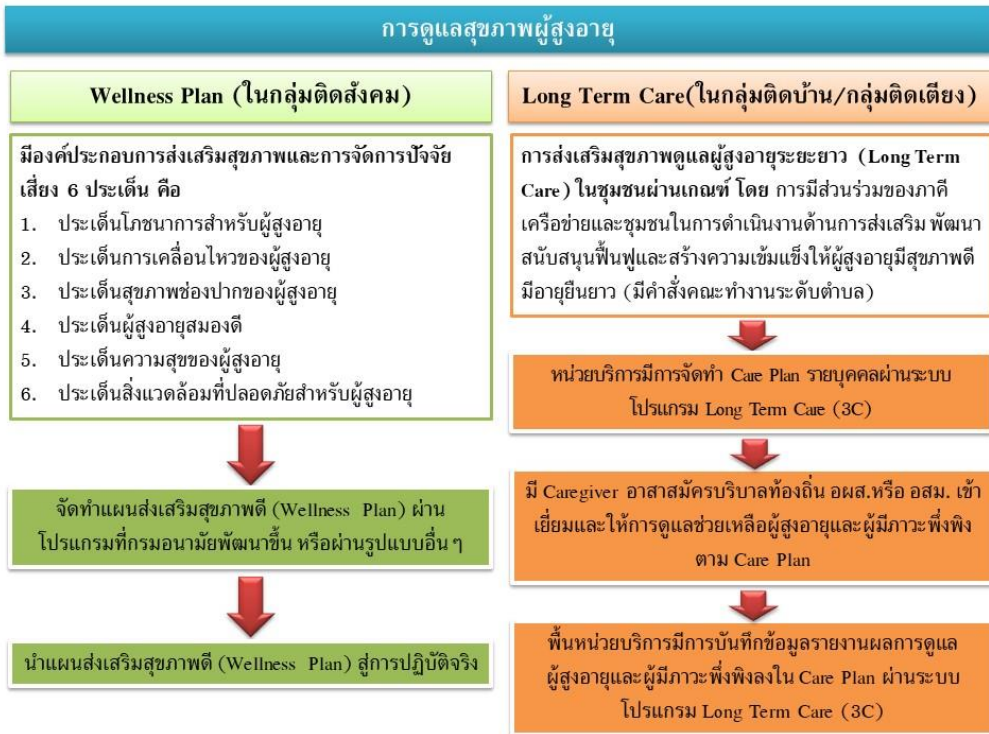 การดูแลสุขภาพผู้สูงอายุ
Wellness Plan (ในกลุ่มติดสังคม)
มีองค์ประกอบการส่งเสริมสุขภาพและการจัดการปัจจัย
เสี่ยง 6 ประเด็น คือ
1. ประเด็นโภชนาการสำหรับผู้สูงอายุ
2. ประเด็นการเคลื่อนไหวของผู้สูงอายุ
3. ประเด็นสุขภาพช่องปากของผู้สูงอายุ
4. ประเด็นผู้สูงอายุสมองดี
5. ประเด็นความสุขของผู้สูงอายุ
6. ประเด็นสิ่งแวดล้อมที่ปลอดภัยสำหรับผู้สูงอายุ
จัดทำแผนส่งเสริมสุขภาพดี (Wellness Plan) ผ่าน
โปรแกรมที่กรมอนามัยพัฒนาขึ้น หรือผ่านรูปแบบอื่น ๆ
นำแผนส่งเสริมสุขภาพดี (Wellness Plan) สู่การปฏิบัติจริง
Long Term Care(ในกลุ่มติดบ้าน/กลุ่มติดเตียง)
การส่งเสริมสุขภาพดูแลผู้สูงอายุระยะยาว (Long Term
Care) ในชุมชนผ่านเกณฑ์ โดย การมีส่วนร่วมของภาคี
เครือข่ายและชุมชนในการดำเนินงานด้านการส่งเสริม พัฒนา
สนับสนุนฟื้นฟูและสร้างความเข้มแข็งให้ผู้สูงอายุมีสุขภาพดี
มีอายุยืนยาว (มีคำสั่งคณะทำงานระดับตำบล)
หน่วยบริการมีการจัดทำ Care Plan รายบุคคลผ่านระบบ
โปรแกรม Long Term Care (3C)
มี Caregiver อาสาสมัครบริบาลท้องถิ่น อผส.หรือ อสม. เข้า
เยี่ยมและให้การดูแลช่วยเหลือผู้สูงอายุและผู้มีภาวะพึ่งพิง
ตาม Care Plan
พื้นหน่วยบริการมีการบันทึกข้อมูลรายงานผลการดูแล
ผู้สูงอายุและผู้มีภาวะพึ่งพิงลงใน Care Plan ผ่านระบบ
โปรแกรม Long Term Care (3C)